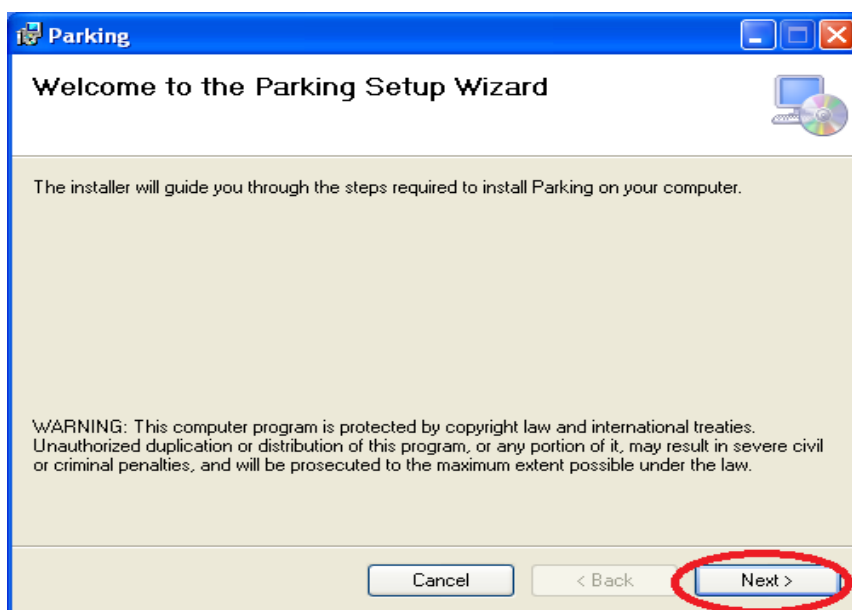 Parking
Welcome to the Parking Setup Wizard
The installer will guide you through the steps required to install Parking on your computer.
WARNING: This computer program is protected by copyright law and international treaties.
Unauthorized duplication or distribution of this program, or any portion of it, may result in severe civil
or criminal penalties, and will be prosecuted to the maximum extent possible under the law.
Cancel < Back Next >